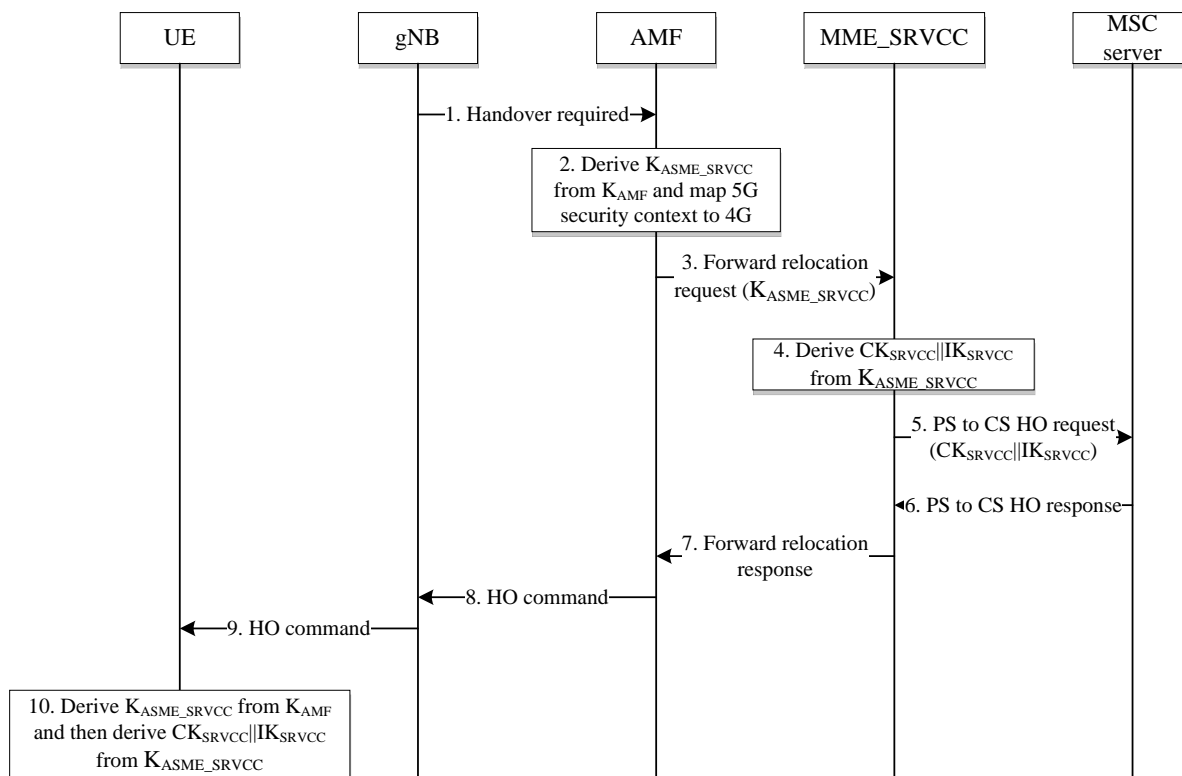 UE
gNB
AMF
MME_SRVCC
MSC
server
1. Handover required
2. Derive KASME_SRVCC
from KAMF and map 5G
security context to 4G
3. Forward relocation
request (KASME_SRVCC)
4. Derive CKSRVCC||IKSRVCC
from KASME_SRVCC
5. PS to CS HO request
(CKSRVCC||IKSRVCC)
6. PS to CS HO response
7. Forward relocation
response
8. HO command
9. HO command
10. Derive KASME_SRVCC from KAMF
and then derive CKSRVCC||IKSRVCC
from KASME_SRVCC